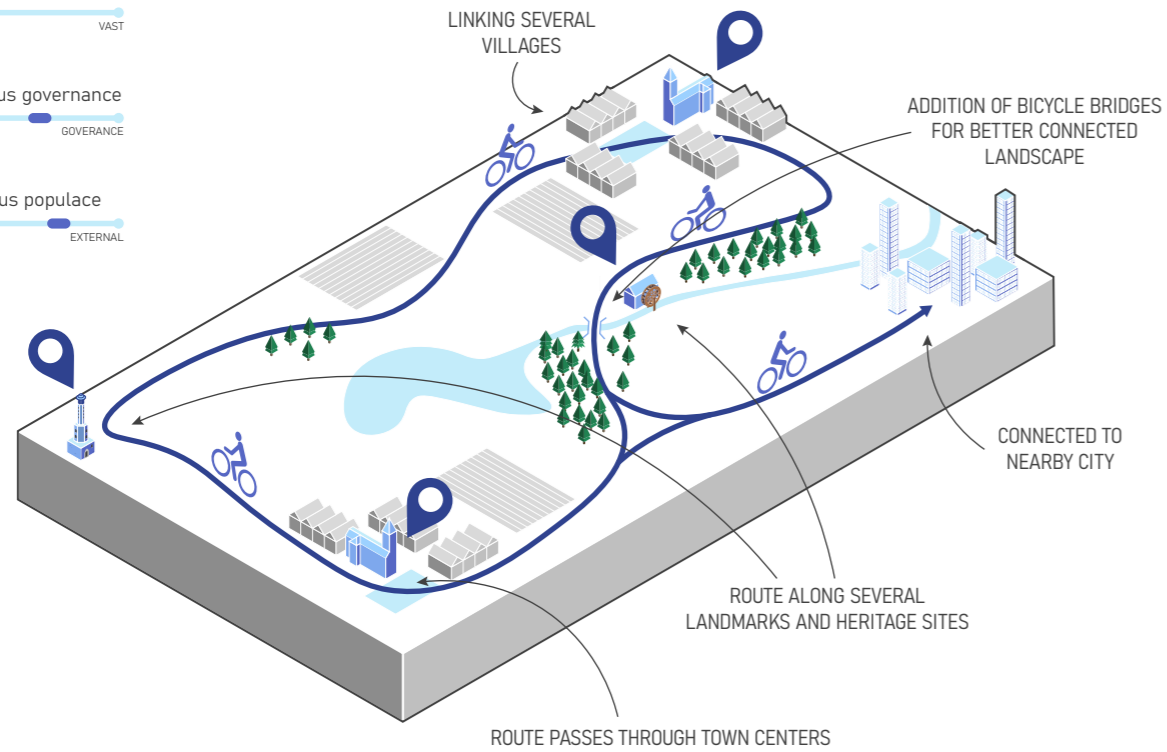 VAST
us governance
GOVERANCE
us populace
EXTERNAL
LINKING SEVERAL
VILLAGES
ADDITION OF BICYCLE BRIDGES
FOR BETTER CONNECTED
LANDSCAPE
CONNECTED TO
NEARBY CITY
ROUTE ALONG SEVERAL
LANDMARKS AND HERITAGE SITES
ROUTE PASSES THROUGH TOWN CENTERS